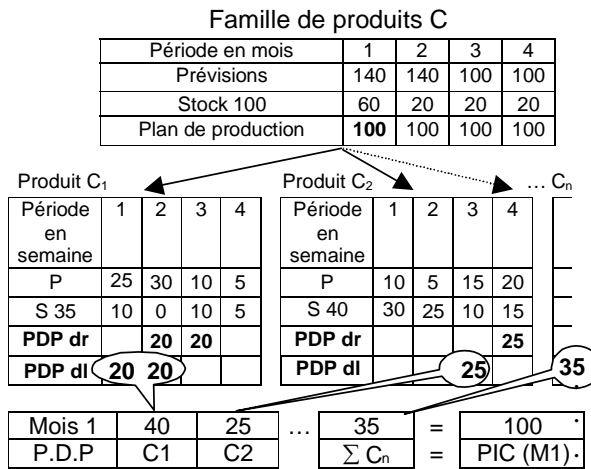 Famille de produits C
Période en mois 1 2 3 4
Prévisions 140 140 100 100
Stock 100 60 20 20 20
Plan de production 100 100 100 100
Produit C1 Produit C2 ... Cn
Période en semaine 1 2 3 4 Période en semaine 1 2 3 4
P 25 30 10 5 P 10 5 15 20
S 35 10 0 10 5 S 40 30 25 10 15
PDP dr 20 20 PDP dr 25
PDP dl 20 20 PDP dl 25 35
Mois 1 40 25 ... 35 = 100
P.D.P C1 C2 ∑ Cn = PIC (M1)